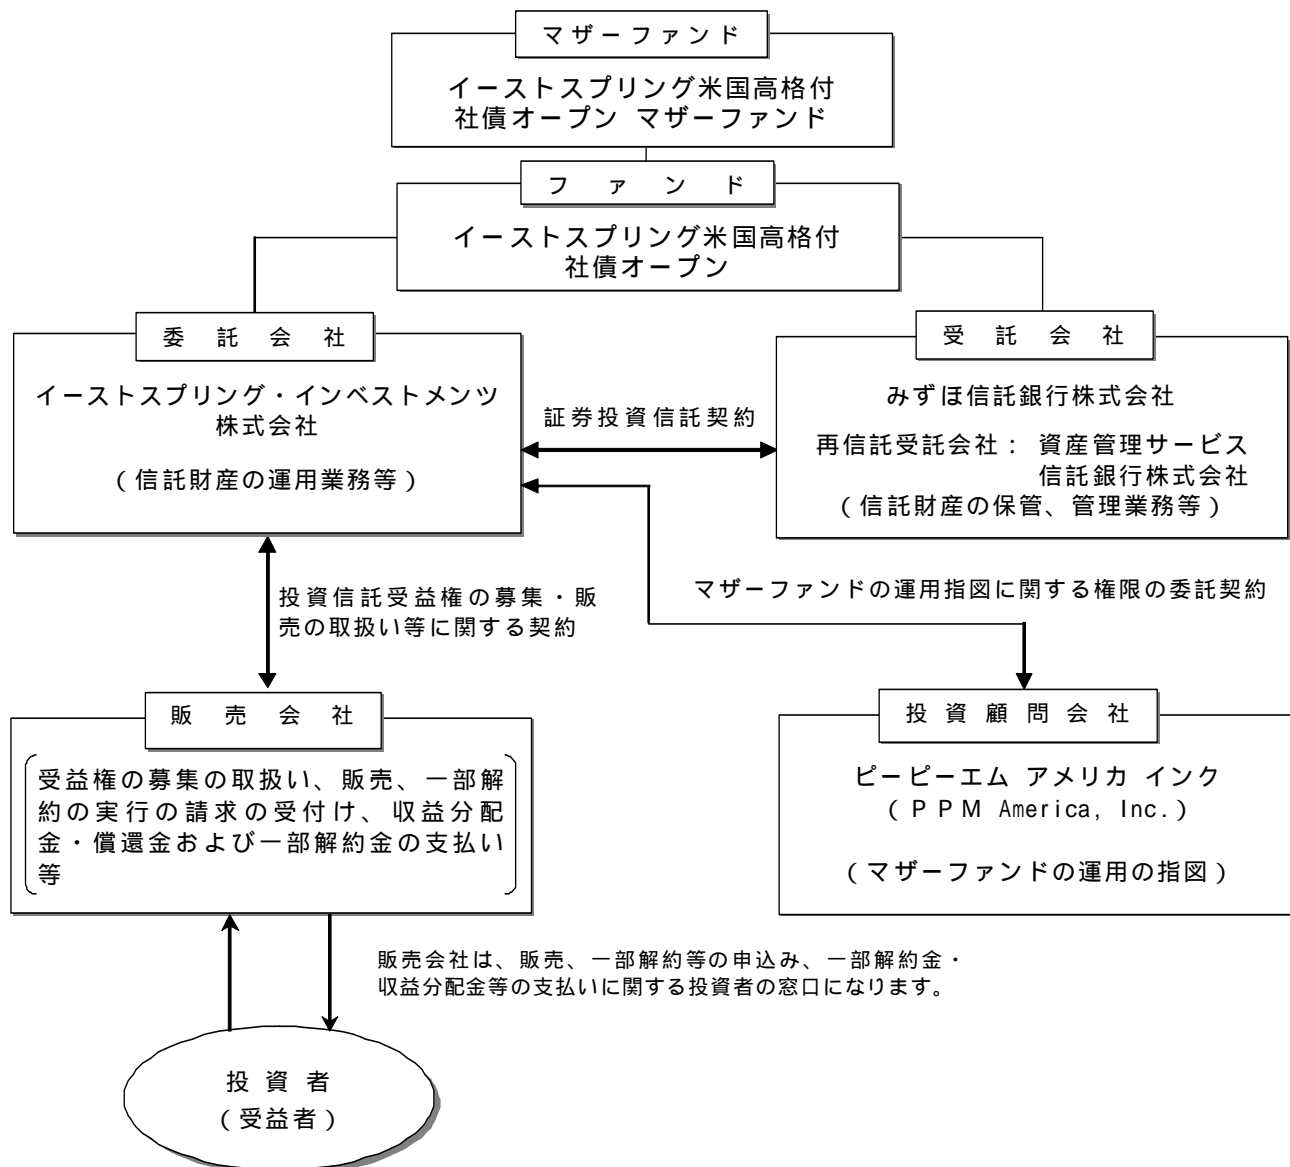 マザーファンド
イーストスプリング米国高格付
社債オープン マザーファンド
ファンド
イーストスプリング米国高格付
社債オープン
委託会社
イーストスプリング・インベストメンツ
株式会社
（信託財産の運用業務等）
証券投資信託契約
受託会社
みずほ信託銀行株式会社
再信託受託会社： 資産管理サービス
信託銀行株式会社
（信託財産の保管、管理業務等）
投資信託受益権の募集・販
売の取扱い等に関する契約
マザーファンドの運用指図に関する権限の委託契約
販売会社
受益権の募集の取扱い、販売、一部解
約の実行の請求の受付け、収益分配
金・償還金および一部解約金の支払い
等
投資顧問会社
ピーピーエム アメリカ インク
（ＰＰＭ America, Inc.）
（マザーファンドの運用の指図）
販売会社は、販売、一部解約等の申込み、一部解約金・
収益分配金等の支払いに関する投資者の窓口になります。
投資者
（受益者）